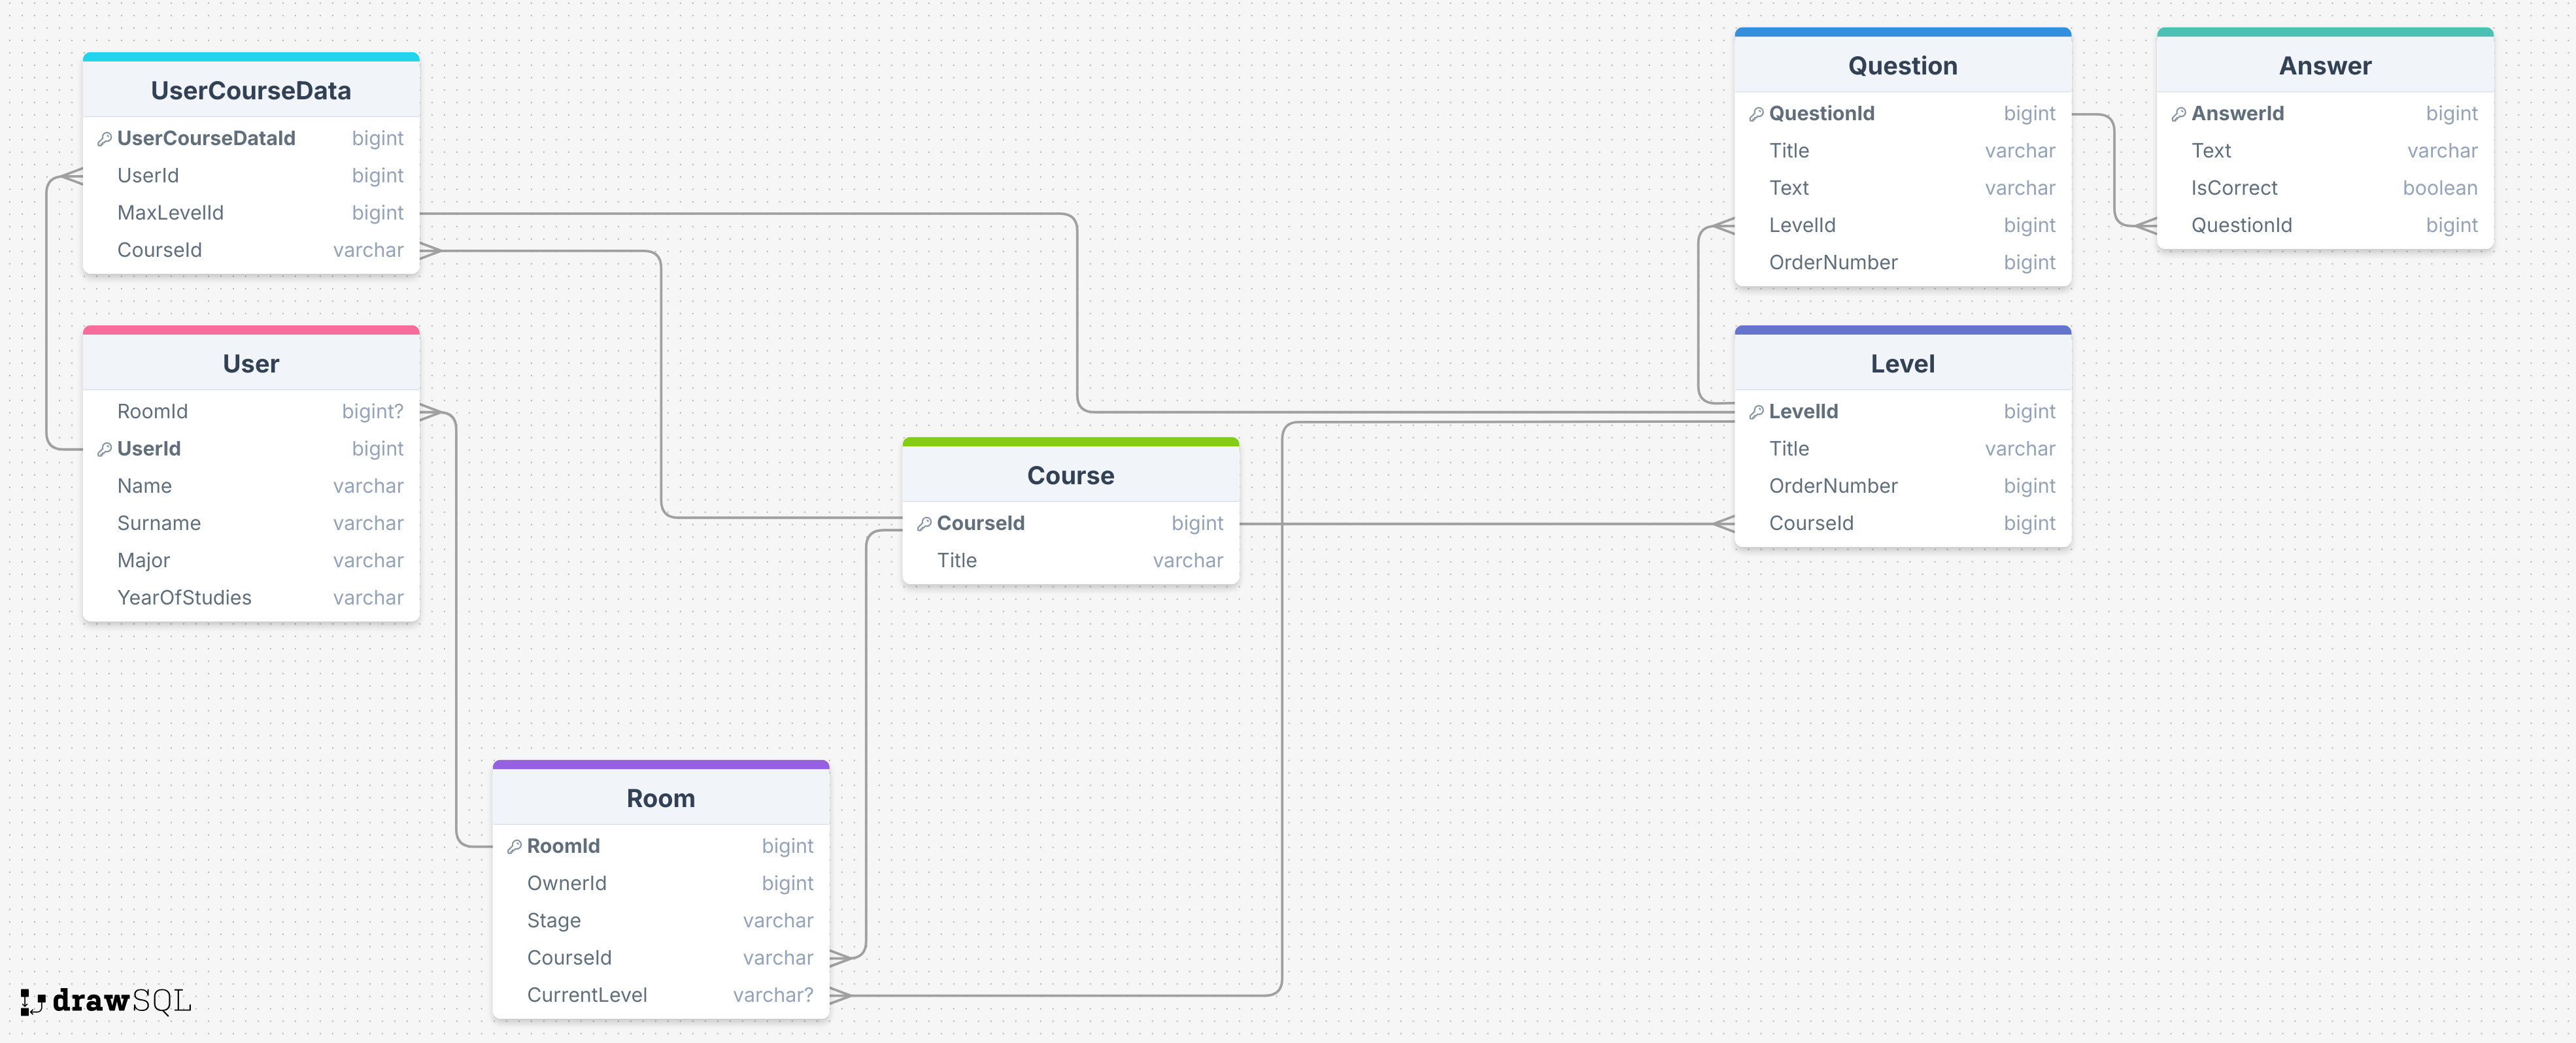 UserCourseData
UserCourseDataId bigint
UserId bigint
MaxLevelId bigint
CourseId varchar
User
RoomId bigint?
UserId bigint
Name varchar
Surname varchar
Major varchar
YearOfStudies varchar
Room
RoomId bigint
OwnerId bigint
Stage varchar
CourseId varchar
CurrentLevel varchar?
Course
CourseId bigint
Title varchar
Question
QuestionId bigint
Title varchar
Text varchar
LevelId bigint
OrderNumber bigint
Level
LevelId bigint
Title varchar
OrderNumber bigint
CourseId bigint
Answer
AnswerId bigint
Text varchar
IsCorrect boolean
QuestionId bigint
drawSQL